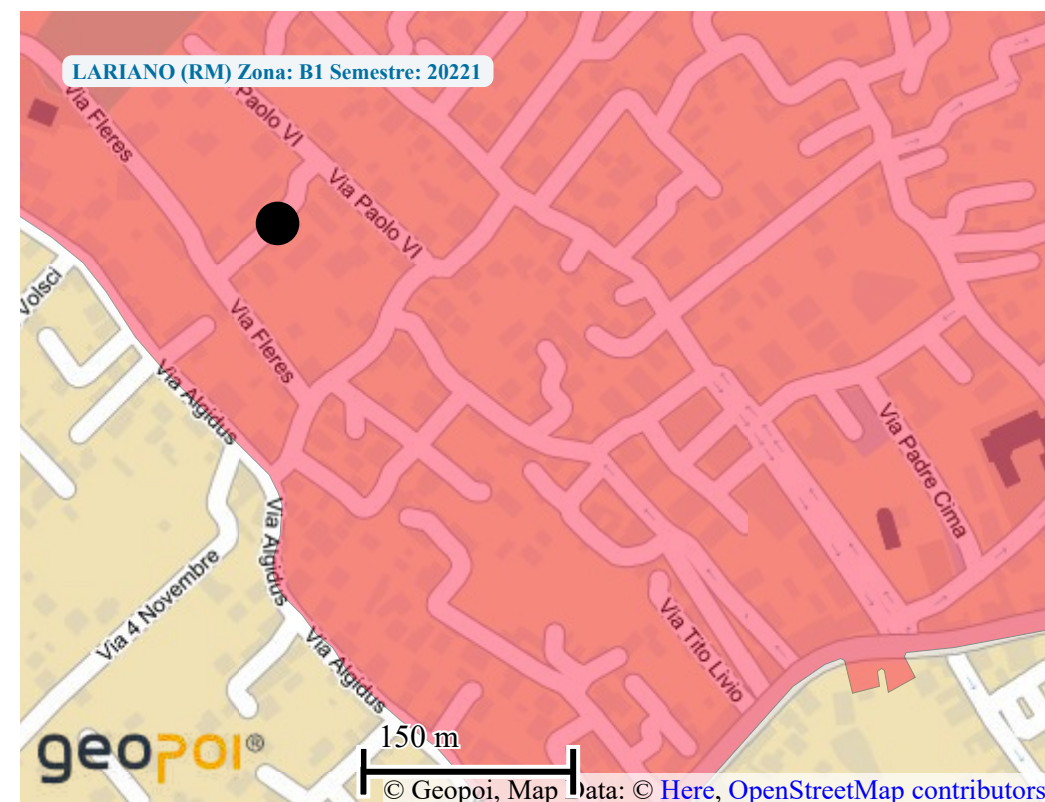 LARIANO (RM) Zona: B1 Semestre: 20221
Via Fleres
Paolo VI
Via Paolo VI
Volsci
Via Fleres
Via Algidus
Via Padre Cima
Via Algidus
Via 4 Novembre
Via Tito Livio
Via Algidus
geopoi®
150 m
© Geopoi, Map Data: © Here, OpenStreetMap contributors